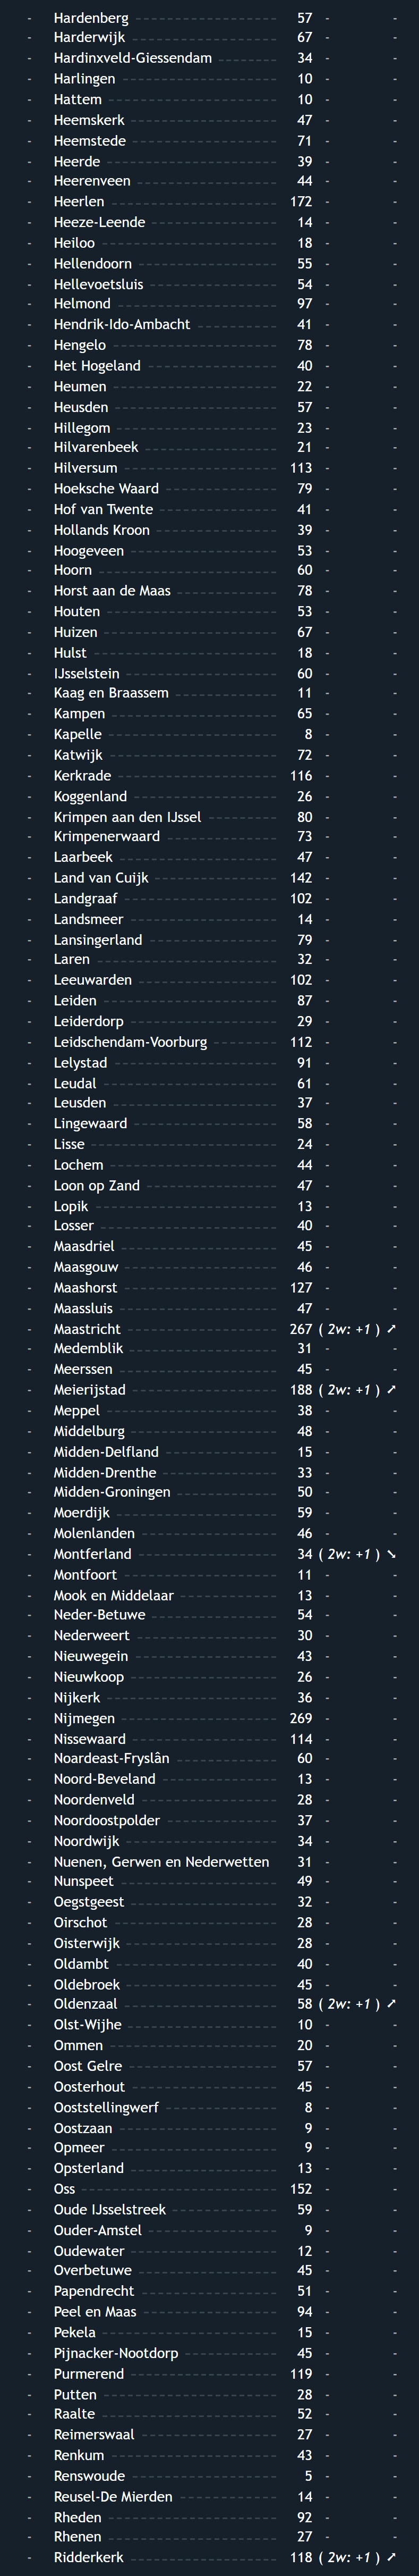 - Hardenberg 57 - -
- Harderwijk 67 - -
- Hardinxveld-Giessendam 34 - -
- Harlingen 10 - -
- Hattem 10 - -
- Heemskerk 47 - -
- Heemstede 71 - -
- Heerde 39 - -
- Heerenveen 44 - -
- Heerlen 172 - -
- Heeze-Leende 14 - -
- Heiloo 18 - -
- Hellendoorn 55 - -
- Hellevoetsluis 54 - -
- Helmond 97 - -
- Hendrik-Ido-Ambacht 41 - -
- Hengelo 78 - -
- Het Hogeland 40 - -
- Heumen 22 - -
- Heusden 57 - -
- Hillegom 23 - -
- Hilvarenbeek 21 - -
- Hilversum 113 - -
- Hoeksche Waard 79 - -
- Hof van Twente 41 - -
- Hollands Kroon 39 - -
- Hoogeveen 53 - -
- Hoorn 60 - -
- Horst aan de Maas 78 - -
- Houten 53 - -
- Huizen 67 - -
- Hulst 18 - -
- IJsselstein 60 - -
- Kaag en Braassem 11 - -
- Kampen 65 - -
- Kapelle 8 - -
- Katwijk 72 - -
- Kerkrade 116 - -
- Koggenland 26 - -
- Krimpen aan den IJssel 80 - -
- Krimpenerwaard 73 - -
- Laarbeek 47 - -
- Land van Cuijk 142 - -
- Landgraaf 102 - -
- Landsmeer 14 - -
- Lansingerland 79 - -
- Laren 32 - -
- Leeuwarden 102 - -
- Leiden 87 - -
- Leiderdorp 29 - -
- Leidschendam-Voorburg 112 - -
- Lelystad 91 - -
- Leudal 61 - -
- Leusden 37 - -
- Lingewaard 58 - -
- Lisse 24 - -
- Lochem 44 - -
- Loon op Zand 47 - -
- Lopik 13 - -
- Losser 40 - -
- Maasdriel 45 - -
- Maasgouw 46 - -
- Maashorst 127 - -
- Maassluis 47 - -
- Maastricht 267 ( 2w: +1 ) ➚
- Medemblik 31 - -
- Meerssen 45 - -
- Meierijstad 188 ( 2w: +1 ) ➚
- Meppel 38 - -
- Middelburg 48 - -
- Midden-Delfland 15 - -
- Midden-Drenthe 33 - -
- Midden-Groningen 50 - -
- Moerdijk 59 - -
- Molenlanden 46 - -
- Montferland 34 ( 2w: +1 ) ➘
- Montfoort 11 - -
- Mook en Middelaar 13 - -
- Neder-Betuwe 54 - -
- Nederweert 30 - -
- Nieuwegein 43 - -
- Nieuwkoop 26 - -
- Nijkerk 36 - -
- Nijmegen 269 - -
- Nissewaard 114 - -
- Noardeast-Fryslân 60 - -
- Noord-Beveland 13 - -
- Noordenveld 28 - -
- Noordoostpolder 37 - -
- Noordwijk 34 - -
- Nuenen, Gerwen en Nederwetten 31 - -
- Nunspeet 49 - -
- Oegstgeest 32 - -
- Oirschot 28 - -
- Oisterwijk 28 - -
- Oldambt 40 - -
- Oldebroek 45 - -
- Oldenzaal 58 ( 2w: +1 ) ➚
- Olst-Wijhe 10 - -
- Ommen 20 - -
- Oost Gelre 57 - -
- Oosterhout 45 - -
- Ooststellingwerf 8 - -
- Oostzaan 9 - -
- Opmeer 9 - -
- Opsterland 13 - -
- Oss 152 - -
- Oude IJsselstreek 59 - -
- Ouder-Amstel 9 - -
- Oudewater 12 - -
- Overbetuwe 45 - -
- Papendrecht 51 - -
- Peel en Maas 94 - -
- Pekela 15 - -
- Pijnacker-Nootdorp 45 - -
- Purmerend 119 - -
- Putten 28 - -
- Raalte 52 - -
- Reimerswaal 27 - -
- Renkum 43 - -
- Renswoude 5 - -
- Reusel-De Mierden 14 - -
- Rheden 92 - -
- Rhenen 27 - -
- Ridderkerk 118 ( 2w: +1 ) ➚